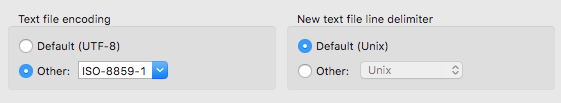 Text file encoding
Default (UTF-8)
Other: ISO-8859-1
New text file line delimiter
Default (Unix)
Other: Unix